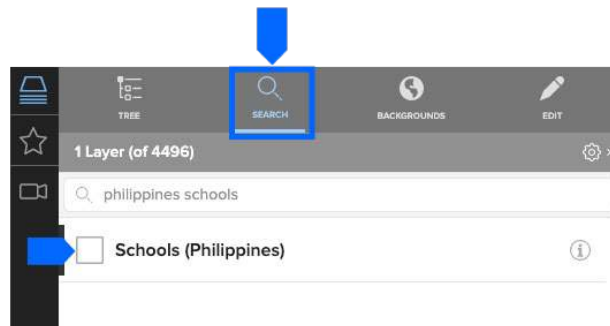 TREE
SEARCH
BACKGROUNDS
EDIT
1 Layer (of 4496)
philippines schools
Schools (Philippines)